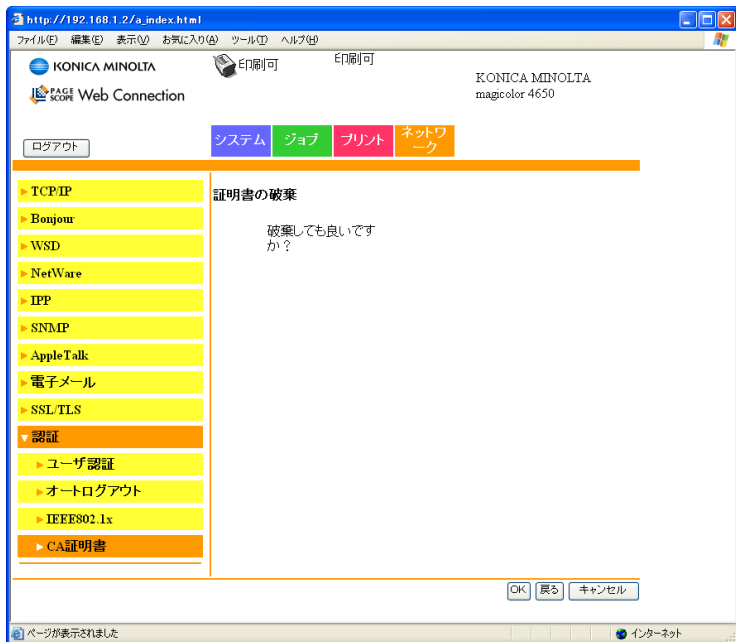 http://192.168.1.2/a_index.html
ファイル(F) 編集(E) 表示(V) お気に入り(A) ツール(T) ヘルプ(H)
KONICA MINOLTA
印刷可
印刷可
PAGE SCOPE Web Connection
KONICA MINOLTA
magicolor 4650
ログアウト
システム
ジョブ
プリント
ネットワ
ーク
TCP/IP
Bonjour
WSD
NetWare
IPP
SNMP
AppleTalk
電子メール
SSL/TLS
認証
ユーザ認証
オートログアウト
IEEE802.1x
CA証明書
証明書の破棄
破棄しても良いです
か？
OK
戻る
キャンセル
ページが表示されました
インターネット